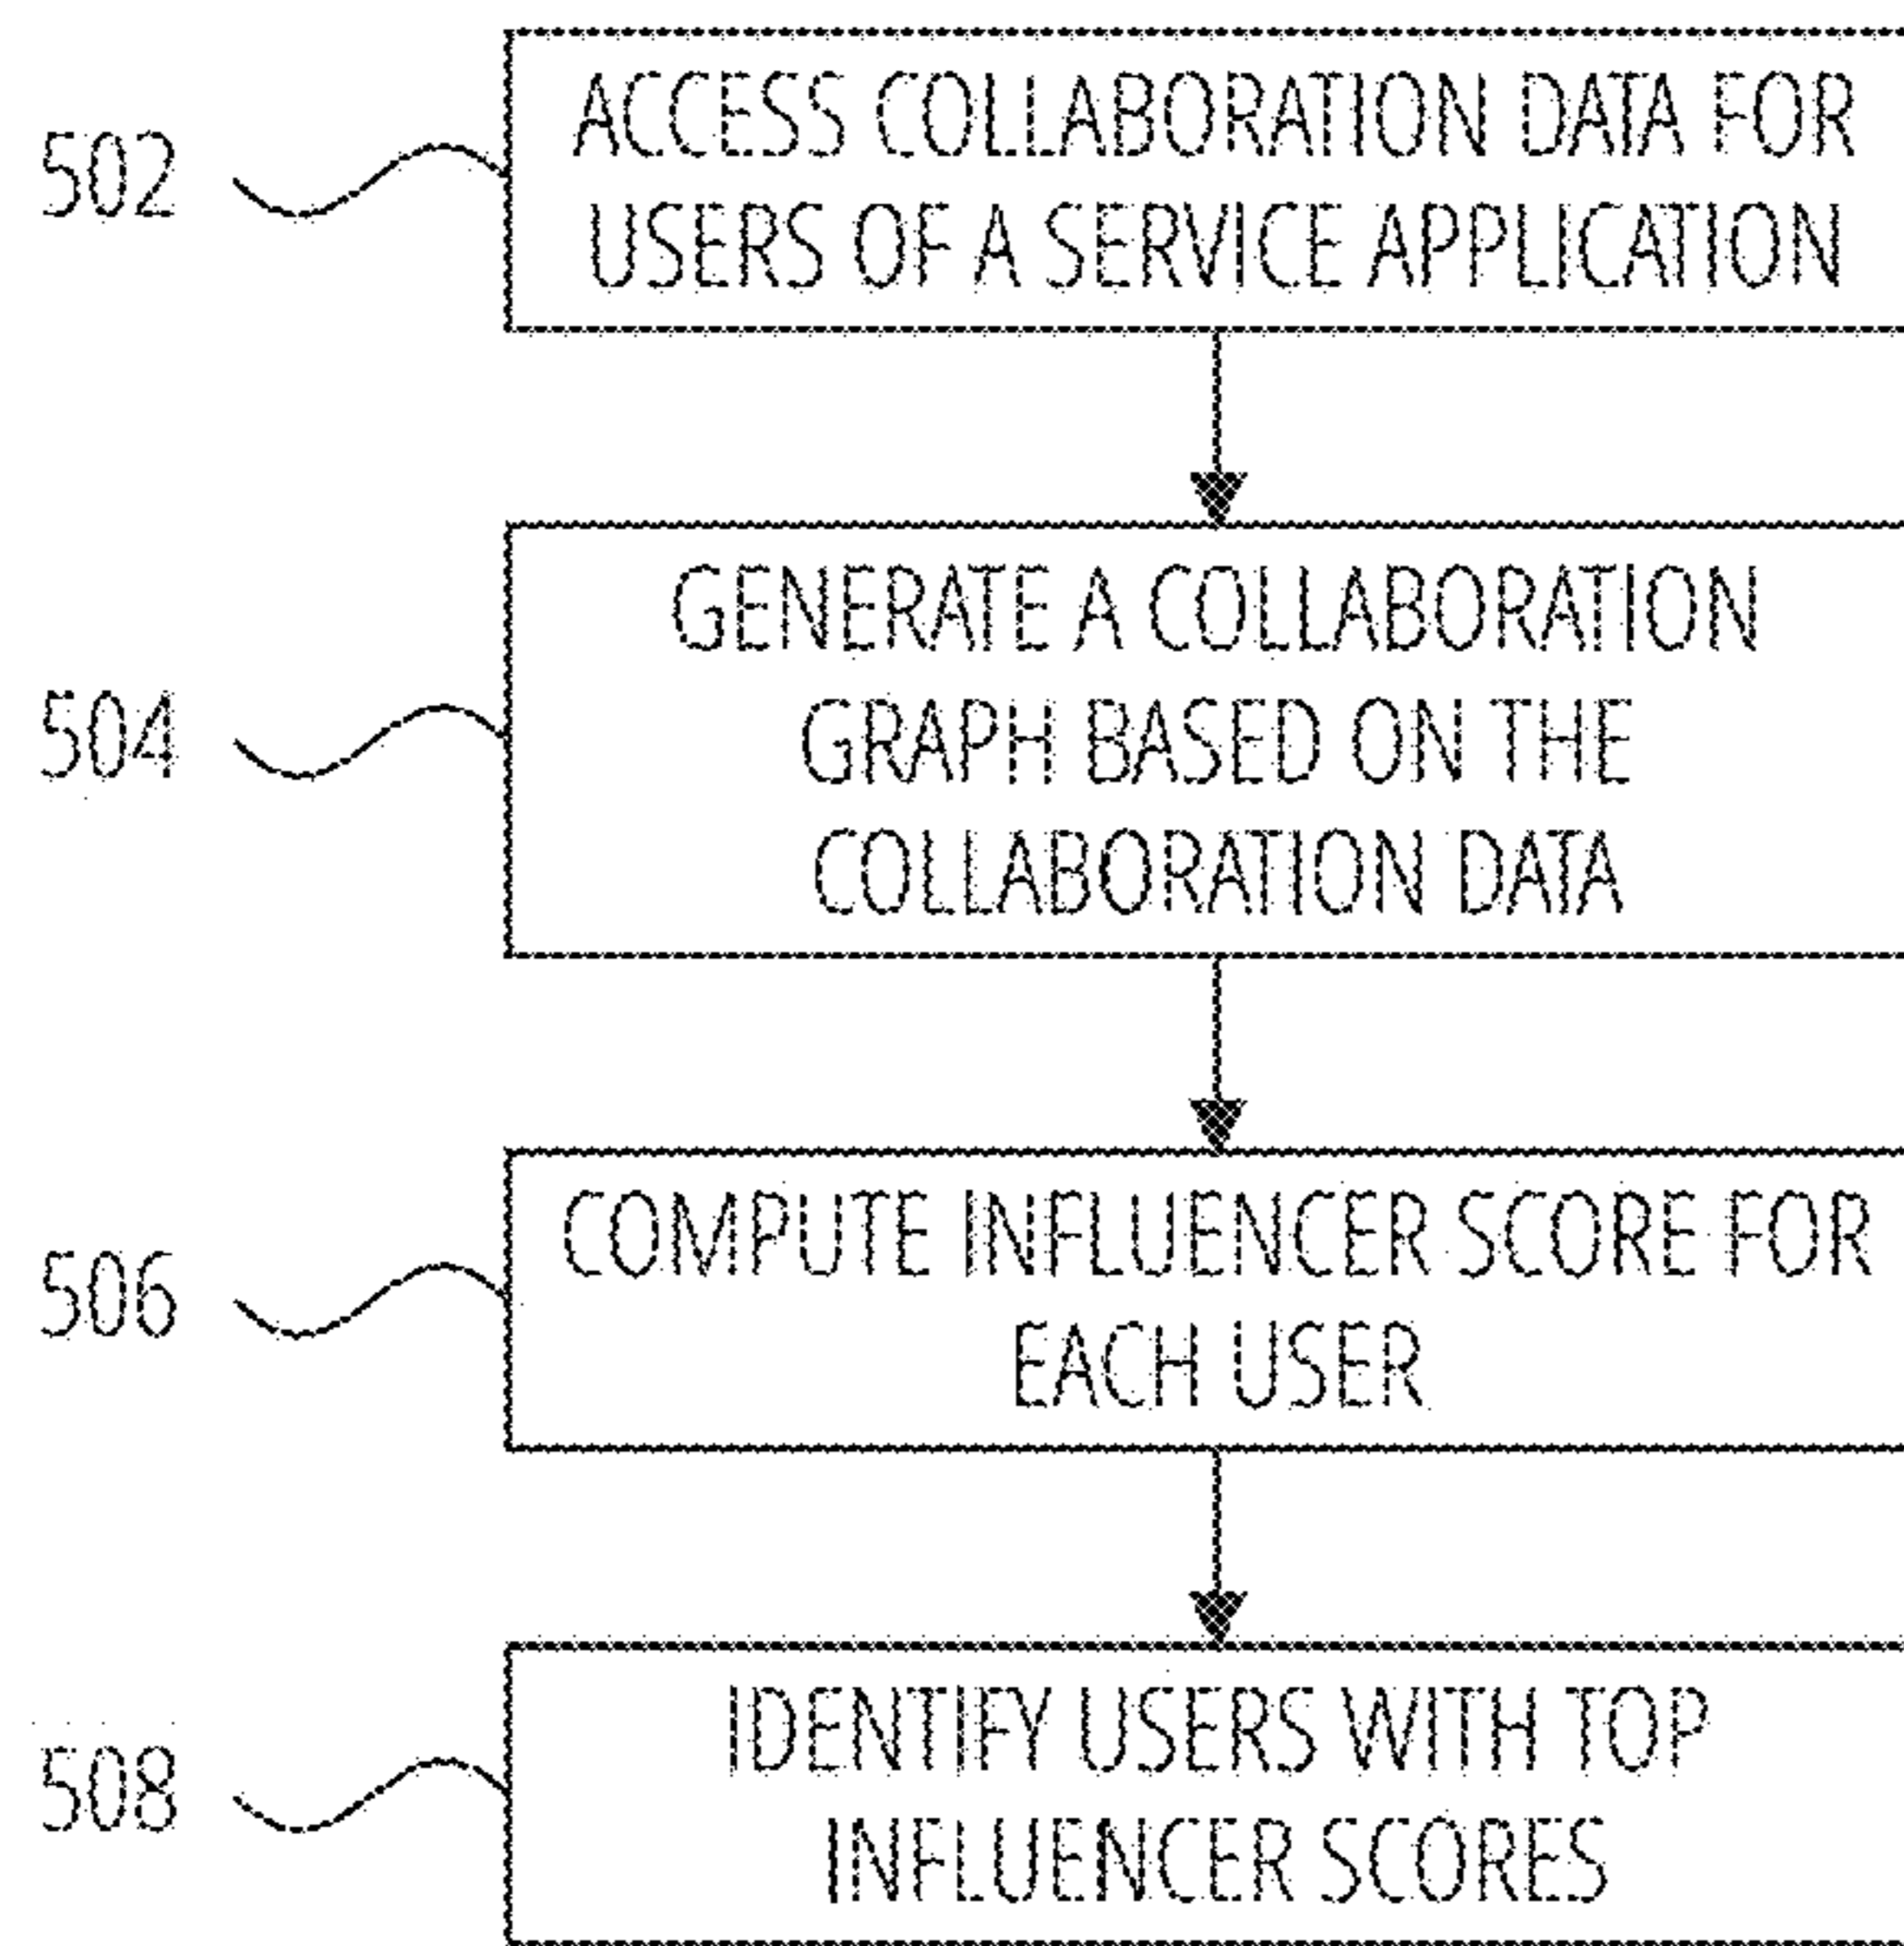 502
ACCESS COLLABORATION DATA FOR
USERS OF A SERVICE APPLICATION
504
GENERATE A COLLABORATION
GRAPH BASED ON THE
COLLABORATION DATA
506
COMPUTE INFLUENCER SCORE FOR
EACH USER
508
IDENTIFY USERS WITH TOP
INFLUENCER SCORES